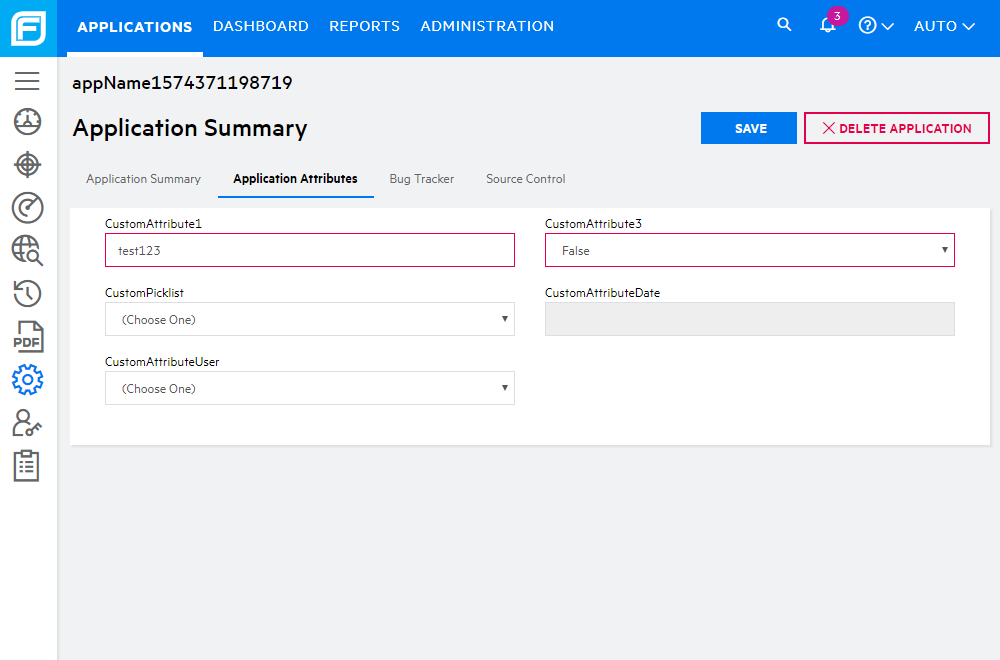 APPLICATIONS DASHBOARD REPORTS ADMINISTRATION 3 AUTO
appName1574371198719
Application Summary SAVE DELETE APPLICATION
Application Summary Application Attributes Bug Tracker Source Control
CustomAttribute1 CustomAttribute3
test123 False
CustomPicklist CustomAttributeDate
(Choose One)
CustomAttributeUser
(Choose One)
PDF